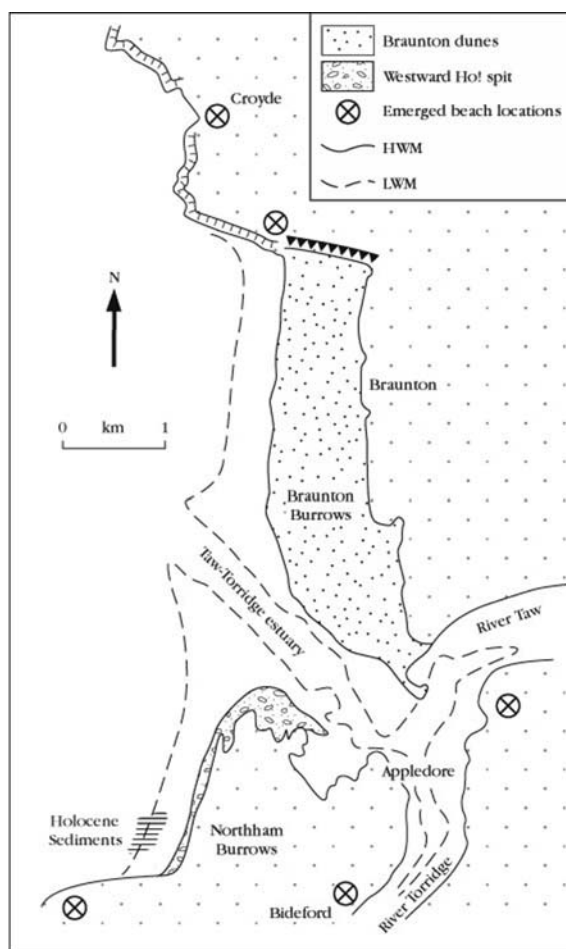 Braunton dunes
Westward Ho! spit
Emerged beach locations
HWM
LWM
Croyde
N
0 km 1
Braunton
Braunton
Burrows
Taw-Torridge estuary
River Taw
Appledore
Holocene
Sediments
Northham
Burrows
Bideford
River Torridge